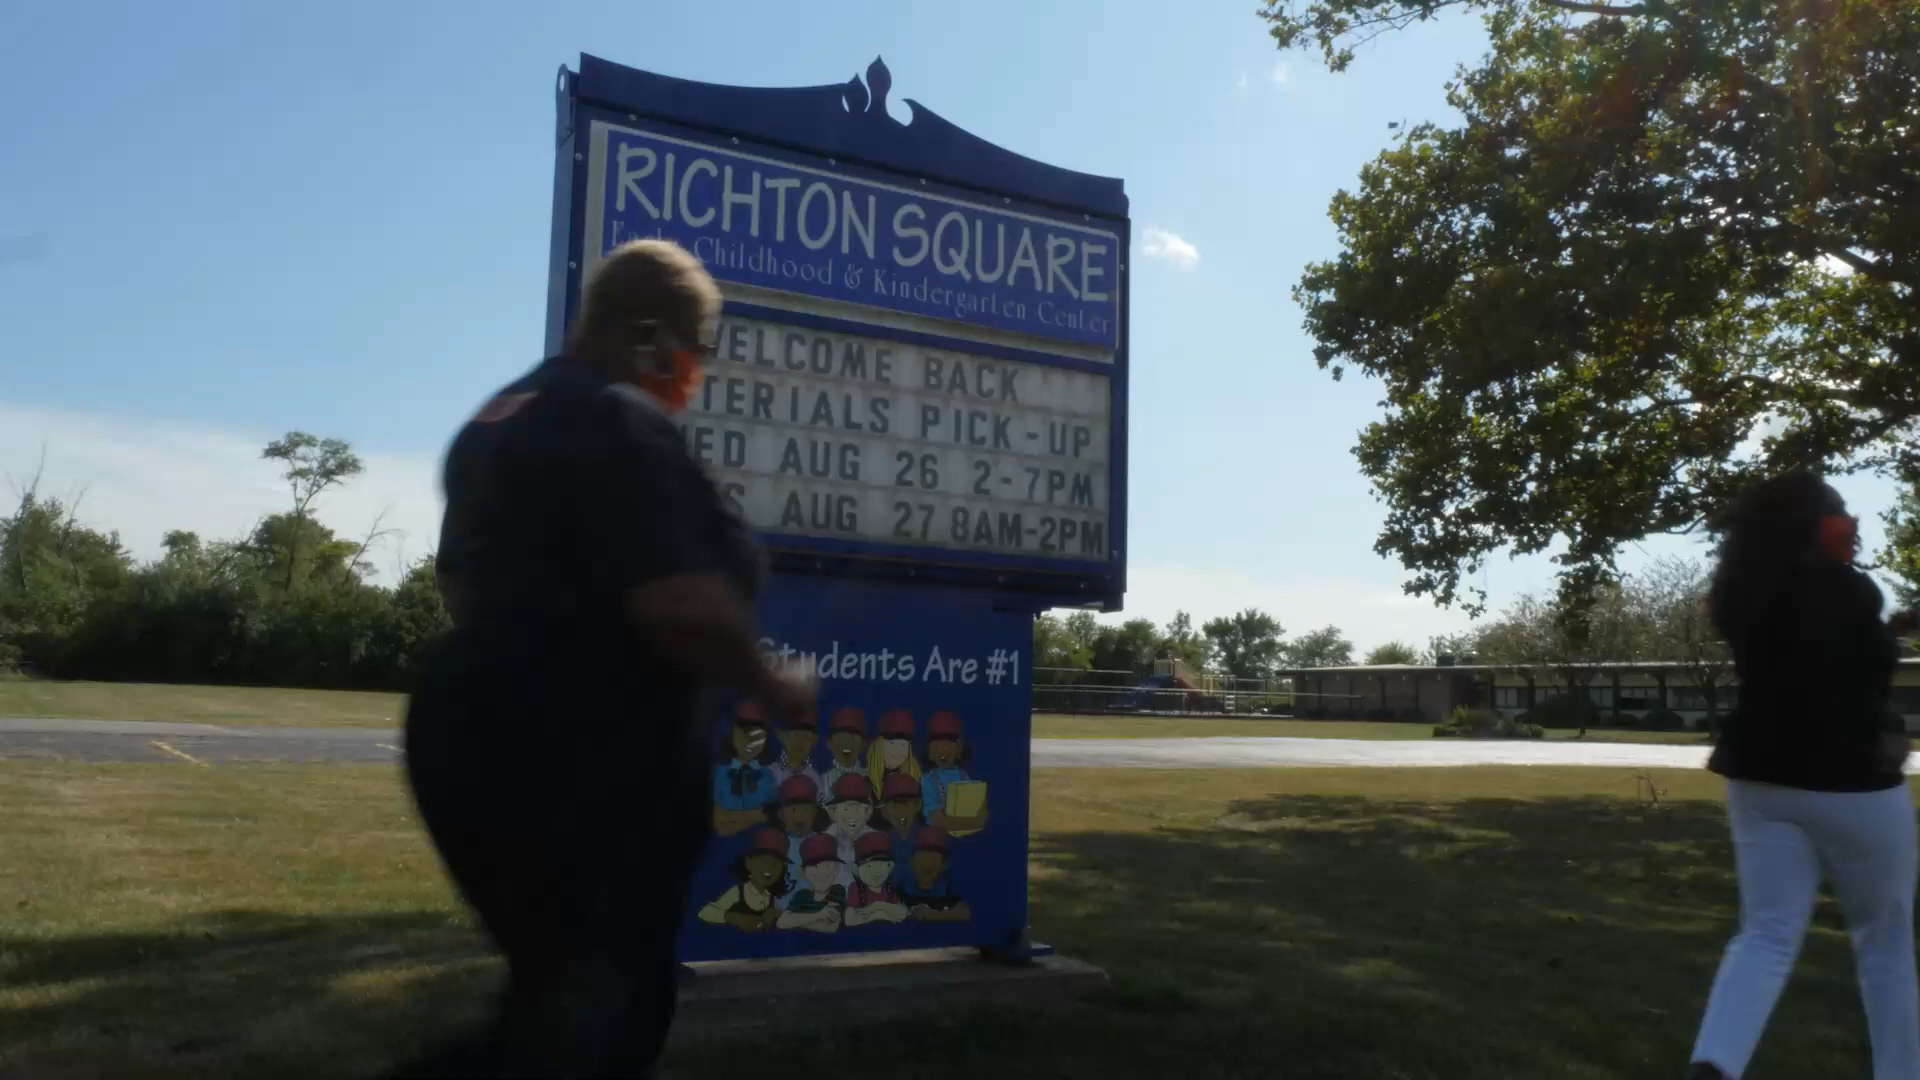 RICHTON SQUARE
Early Childhood & Kindergarten Center
WELCOME BACK
TERIALS PICK-UP
ED AUG 26 2-7PM
S AUG 27 8AM-2PM
Students Are #1